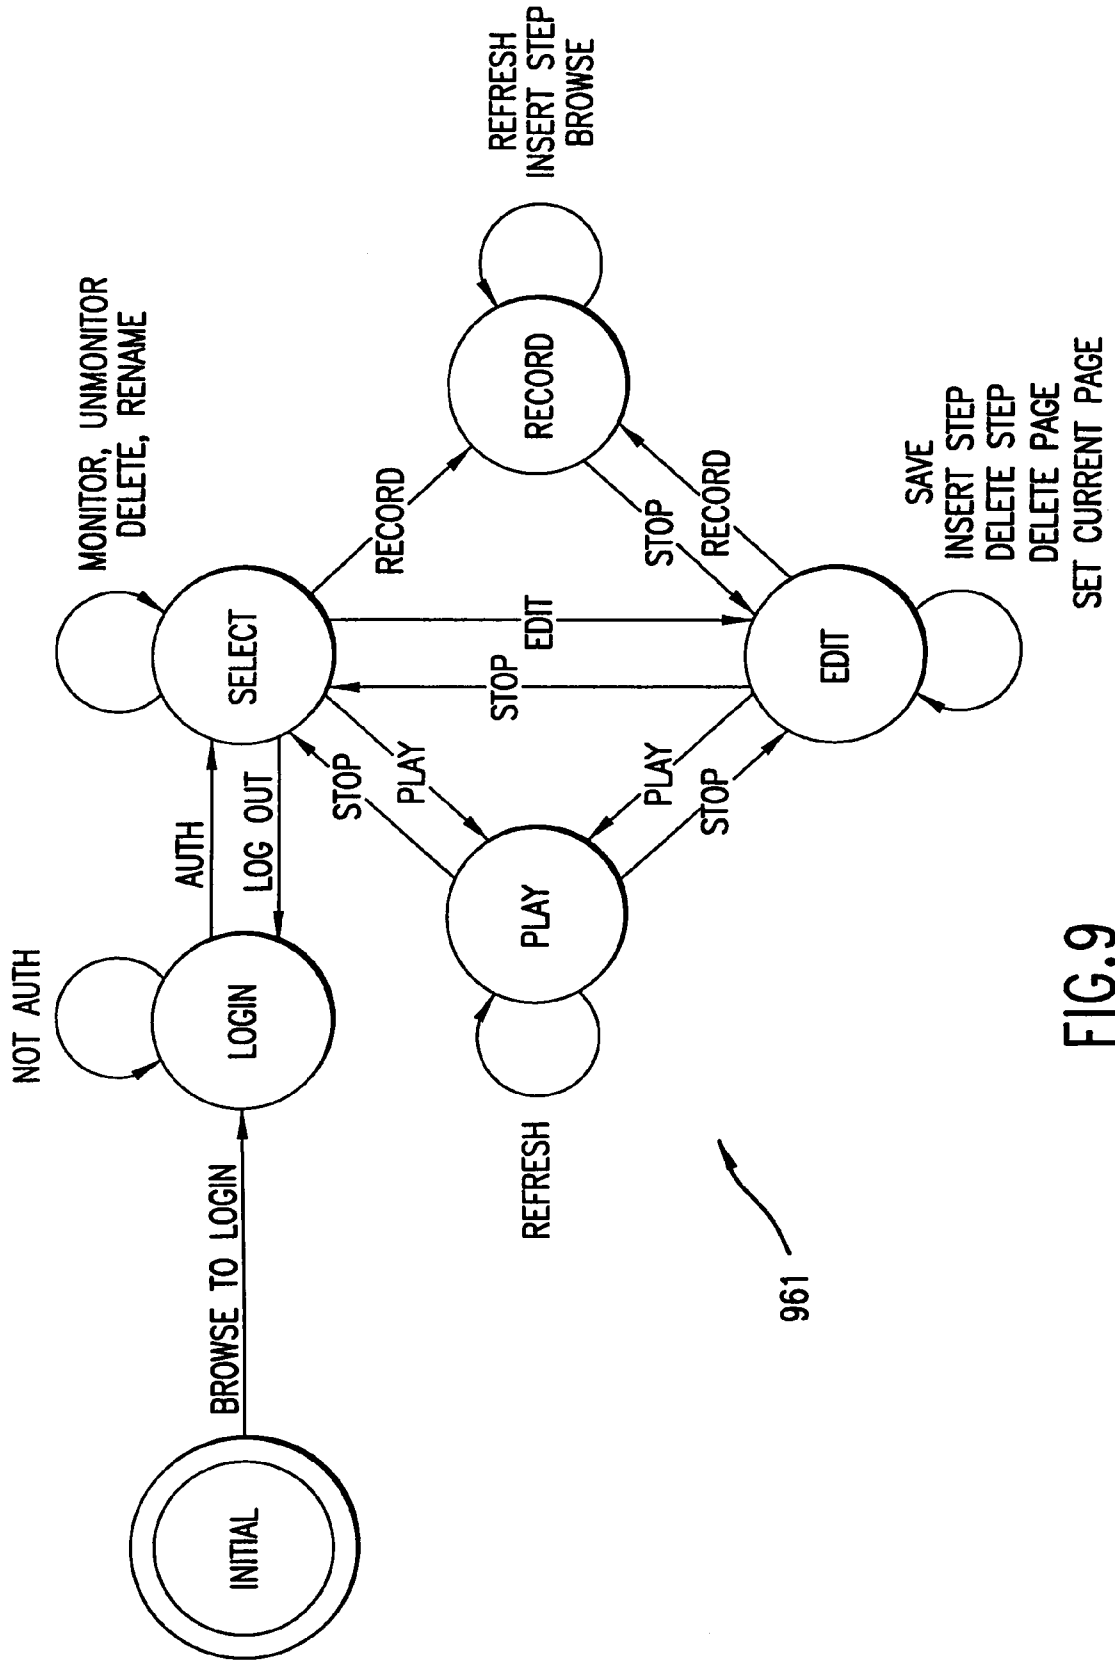 NOT AUTH
MONITOR, UNMONITOR
DELETE, RENAME
INITIAL
BROWSE TO LOGIN
LOGIN
AUTH
LOG OUT
SELECT
STOP
PLAY
RECORD
REFRESH
PLAY
STOP
EDIT
RECORD
REFRESH
INSERT STEP
BROWSE
PLAY
STOP
STOP
RECORD
961
EDIT
SAVE
INSERT STEP
DELETE STEP
DELETE PAGE
SET CURRENT PAGE
FIG.9